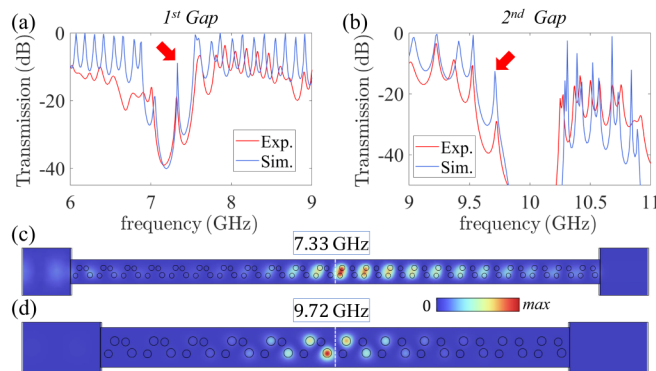 (a) 1st Gap
0
-20
-40
Transmission (dB)
Exp.
Sim.
6 7 8 9
frequency (GHz)
(b) 2nd Gap
0
-20
-40
Transmission (dB)
Exp.
Sim.
9 9.5 10 10.5 11
frequency (GHz)
(c) 7.33 GHz
0 max
(d) 9.72 GHz